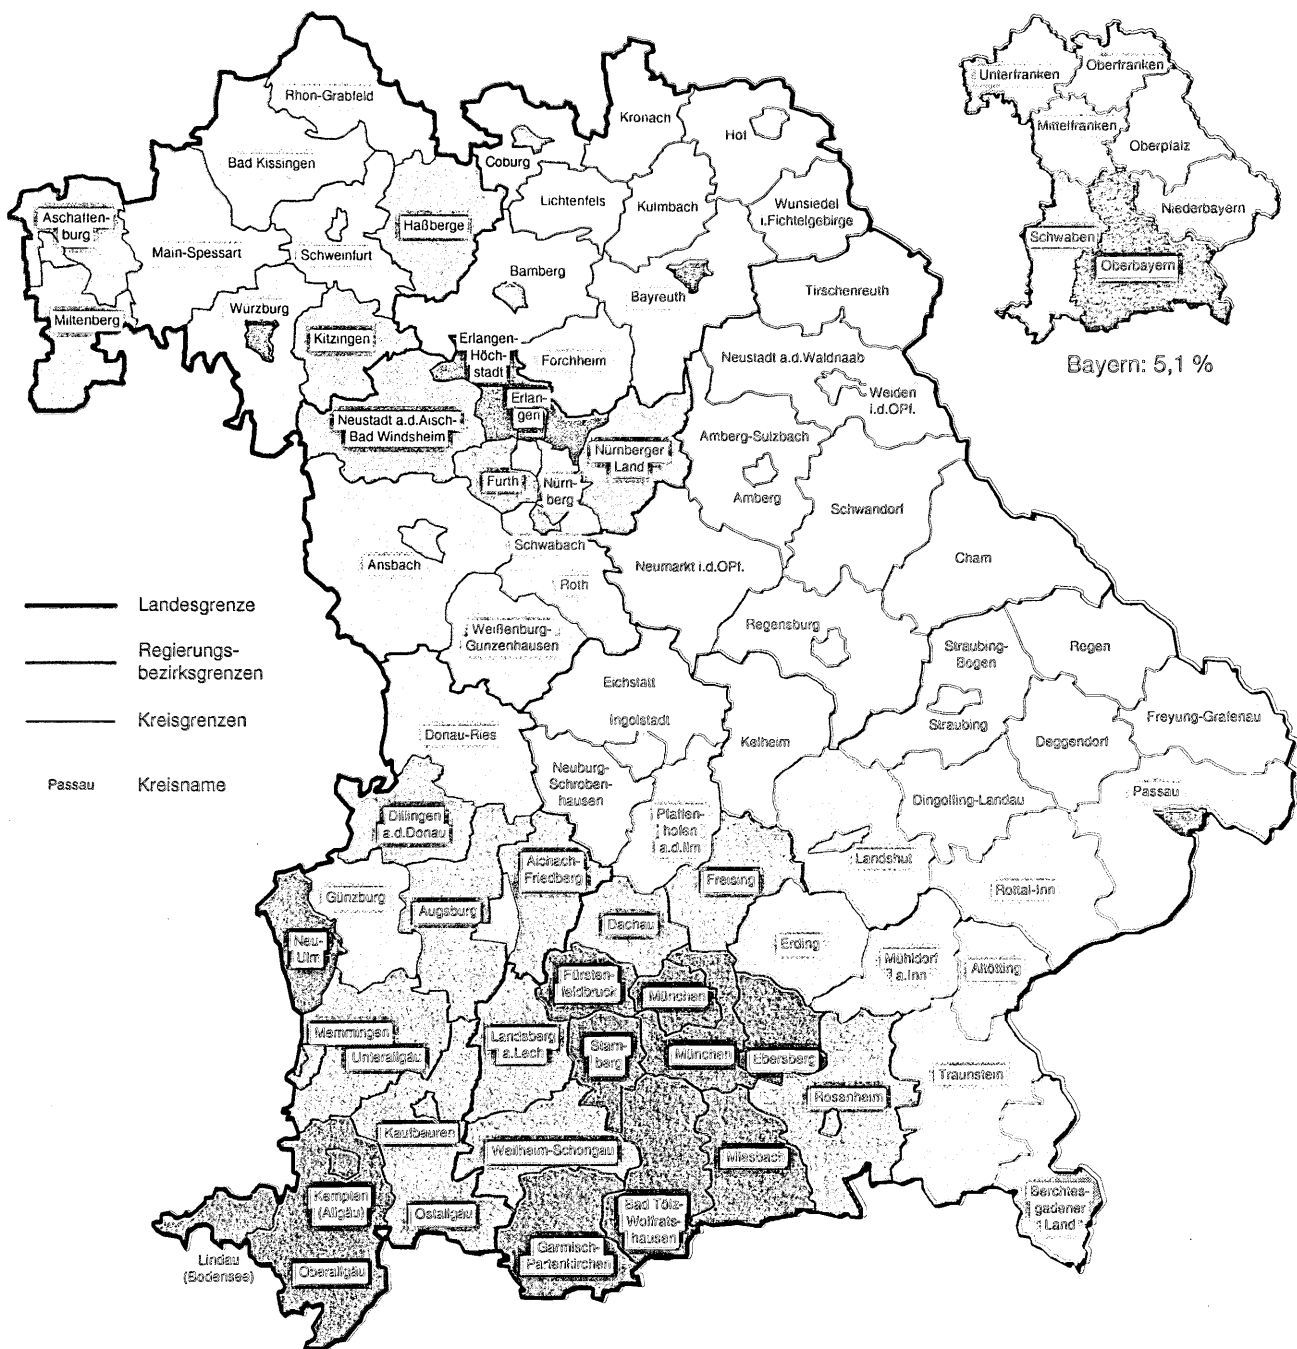 Rhön-Grabfeld
Bad Kissingen
Aschaffen-
burg
Main-Spessart
Schweinfurt
Haßberge
Miltenberg
Würzburg
Kitzingen
Coburg
Kronach
Hof
Lichtenfels
Kulmbach
Wunsiedel
i.Fichtelgebirge
Bamberg
Bayreuth
Forchheim
Tirschenreuth
Neustadt a.d.Waldnaab
Weiden
i.d.OPf.
Erlangen-
Höch-
stadt
Erlan-
gen
Neustadt a.d.Aisch-
Bad Windsheim
Fürth
Nürn-
berg
Nürnberger
Land
Amberg-Sulzbach
Amberg
Schwandorf
Cham
Ansbach
Schwabach
Roth
Neumarkt i.d.OPf.
Weißenburg-
Gunzenhausen
Regensburg
Straubing-
Bogen
Straubing
Regen
Freyung-Grafenau
Deggendorf
Passau
Eichstätt
Ingolstadt
Kelheim
Donau-Ries
Neuburg-
Schroben-
hausen
Dingolfing-Landau
Dillingen
a.d.Donau
Pfaffen-
hofen
a.d.Ilm
Landshut
Rottal-Inn
Aichach-
Friedberg
Freising
Günzburg
Augsburg
Dachau
Erding
Mühldorf
a.Inn
Altötting
Neu-
Ulm
Fürsten-
feldbruck
München
Memmingen
Unterallgäu
Landsberg
a.Lech
Starn-
berg
München
Ebersberg
Rosenheim
Traunstein
Kaufbeuren
Weilheim-Schongau
Miesbach
Kempten
(Allgäu)
Ostallgäu
Bad Tölz-
Wolfrats-
hausen
Berchtes-
gadener
Land
Lindau
(Bodensee)
Oberallgäu
Garmisch-
Partenkirchen
Landesgrenze
Regierungs-
bezirksgrenzen
Kreisgrenzen
Passau Kreisname
Unterfranken
Oberfranken
Mittelfranken
Oberpfalz
Niederbayern
Schwaben
Oberbayern
Bayern: 5,1 %